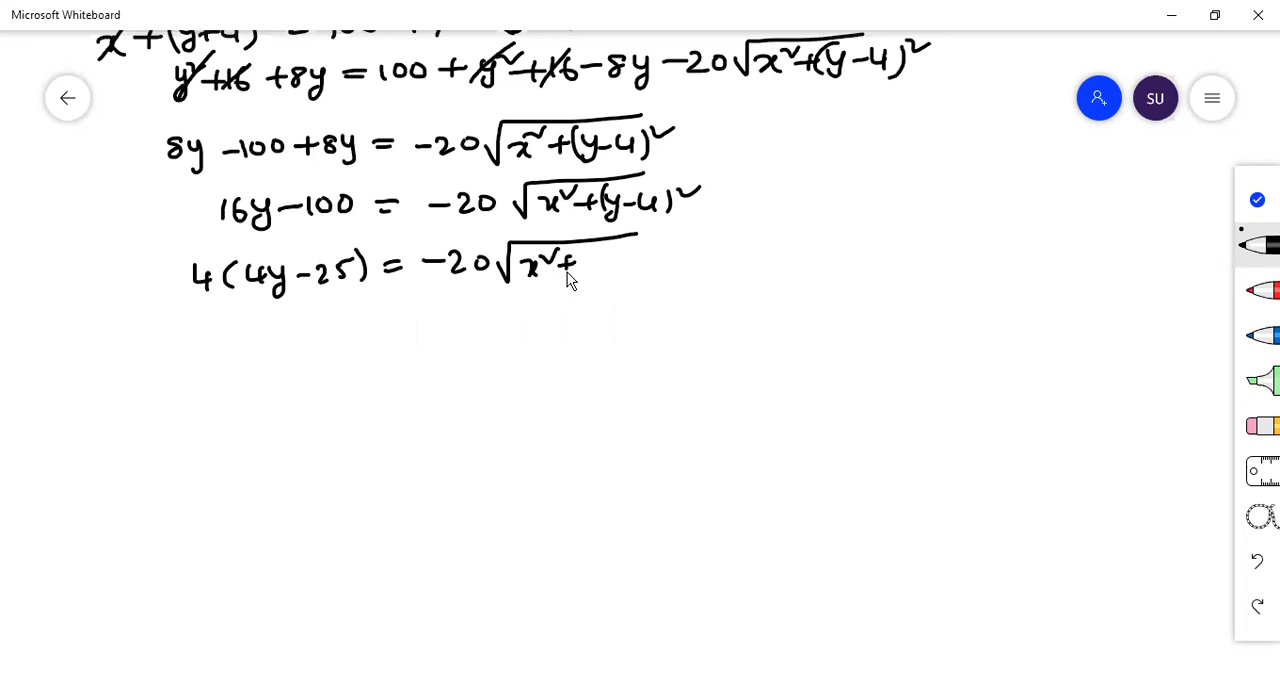 Microsoft Whiteboard
y² + 16 + 8y = 100 + y² + 16 - 8y - 20√x² + (y - 4)²
SU
8y - 100 + 8y = -20√x² + (y - 4)²
16y - 100 = -20 √x² + (y - 4)²
4(4y - 25) = -20√x² +